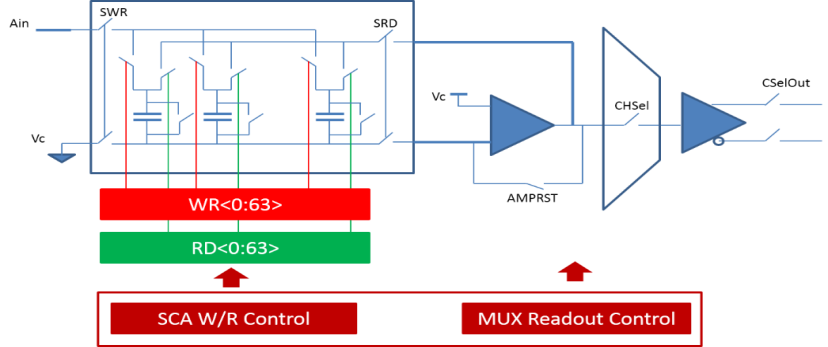 SWR
SRD
Ain
Vc
Vc
CHSel
CSelOut
AMPRST
WR<0:63>
RD<0:63>
SCA W/R Control
MUX Readout Control